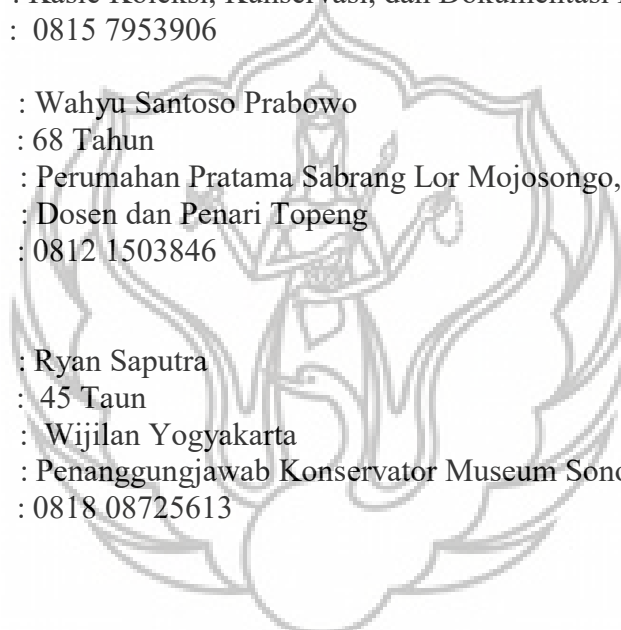 : Kasie Koleksi, Konservasi, dan Dokumentasi
: 0815 7953906
: Wahyu Santoso Prabowo
: 68 Tahun
: Perumahan Pratama Sabrang Lor Mojosongo,
: Dosen dan Penari Topeng
: 0812 1503846
: Ryan Saputra
: 45 Taun
: Wijilan Yogyakarta
: Penanggungjawab Konservator Museum
: 0818 08725613